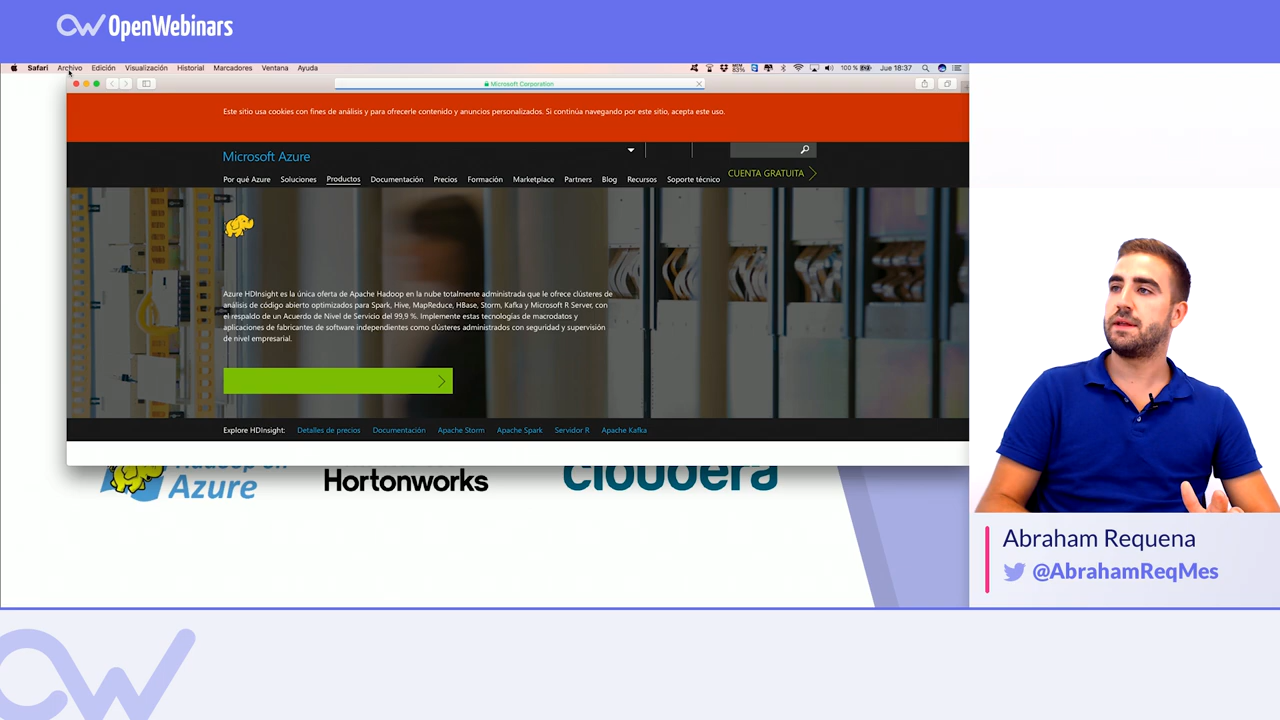 OpenWebinars
Safari Archivo Edición Visualización Historial Marcadores Ventana Ayuda
100 % Jue 18:37
Microsoft Corporation
Este sitio usa cookies con fines de análisis y para ofrecerle contenido y anuncios personalizados. Si continúa navegando por este sitio, acepta este uso.
Microsoft Azure
Por qué Azure Soluciones Productos Documentación Precios Formación Marketplace Partners Blog Recursos Soporte técnico CUENTA GRATUITA
Azure HDInsight es la única oferta de Apache Hadoop en la nube totalmente administrada que le ofrece clústeres de
análisis de código abierto optimizados para Spark, Hive, MapReduce, HBase, Storm, Kafka y Microsoft R Server, con
el respaldo de un Acuerdo de Nivel de Servicio del 99,9 %. Implemente estas tecnologías de macrodatos y
aplicaciones de fabricantes de software independientes como clústeres administrados con seguridad y supervisión
de nivel empresarial.
Explore HDInsight: Detalles de precios Documentación Apache Storm Apache Spark Servidor R Apache Kafka
Hadoop on
Azure
Hortonworks
cloudera
Abraham Requena
@AbrahamReqMes